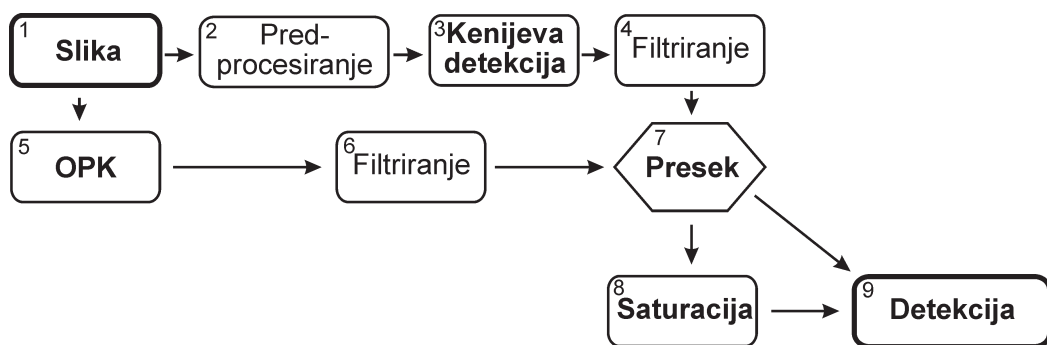 1
Slika
2
Pred-
procesiranje
3
Kenijeva
detekcija
4
Filtriranje
5
OPK
6
Filtriranje
7
Presek
8
Saturacija
9
Detekcija